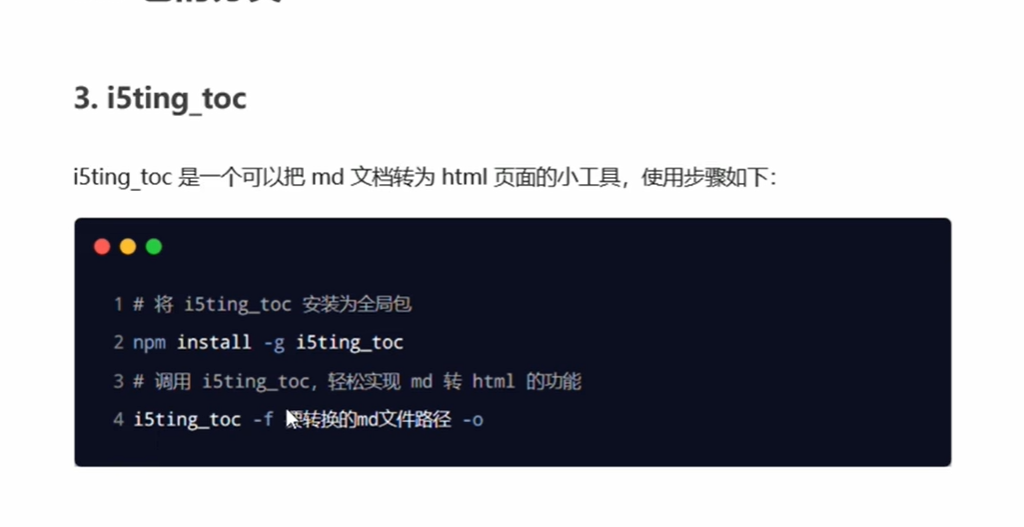 3. i5ting_toc
i5ting_toc 是一个可以把 md 文档转为 html 页面的小工具，使用步骤如下：
1 # 将 i5ting_toc 安装为全局包
2 npm install -g i5ting_toc
3 # 调用 i5ting_toc，轻松实现 md 转 html 的功能
4 i5ting_toc -f 要转换的md文件路径 -o